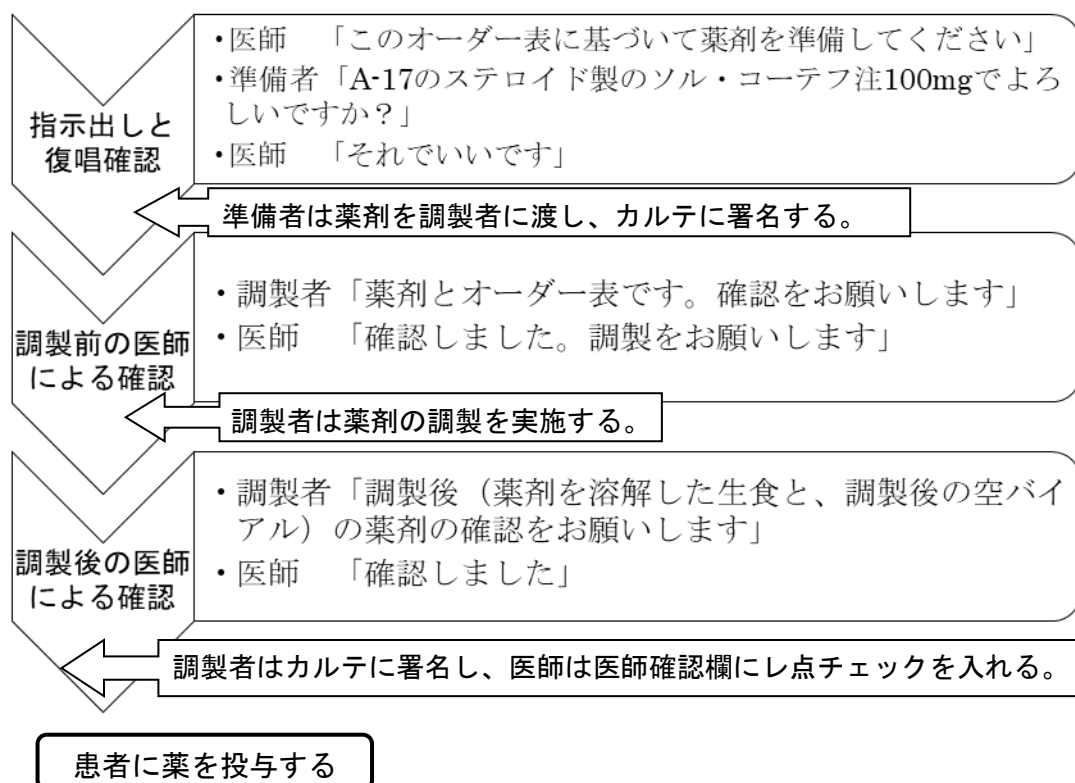 指示出しと
復唱確認
・医師 「このオーダー表に基づいて薬剤を準備してください」
・準備者「A-17のステロイド製のソル・コーテフ注100mgでよろ
しいですか?」
・医師 「それでいいです」
準備者は薬剤を調製者に渡し、カルテに署名する。
調製前の医師
による確認
・調製者「薬剤とオーダー表です。確認をお願いします」
・医師 「確認しました。調製をお願いします」
調製者は薬剤の調製を実施する。
調製後の医師
による確認
・調製者「調製後(薬剤を溶解した生食と、調製後の空バイ
アル)の薬剤の確認をお願いします」
・医師 「確認しました」
調製者はカルテに署名し、医師は医師確認欄にレ点チェックを入れる。
患者に薬を投与する